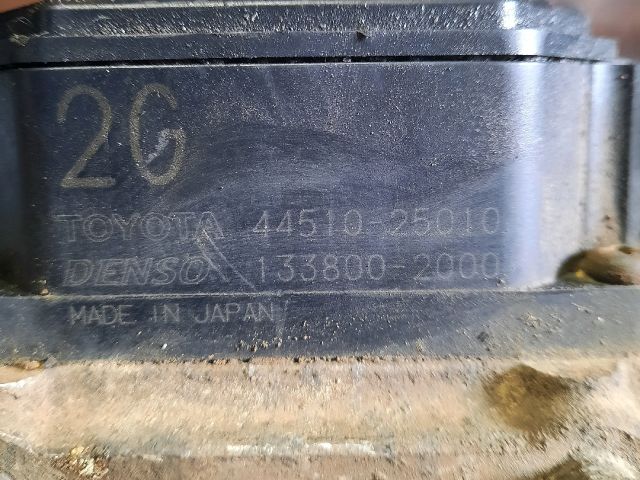 2G
TOYOTA 44510-25010
DENSO 133800-2000
MADE IN JAPAN